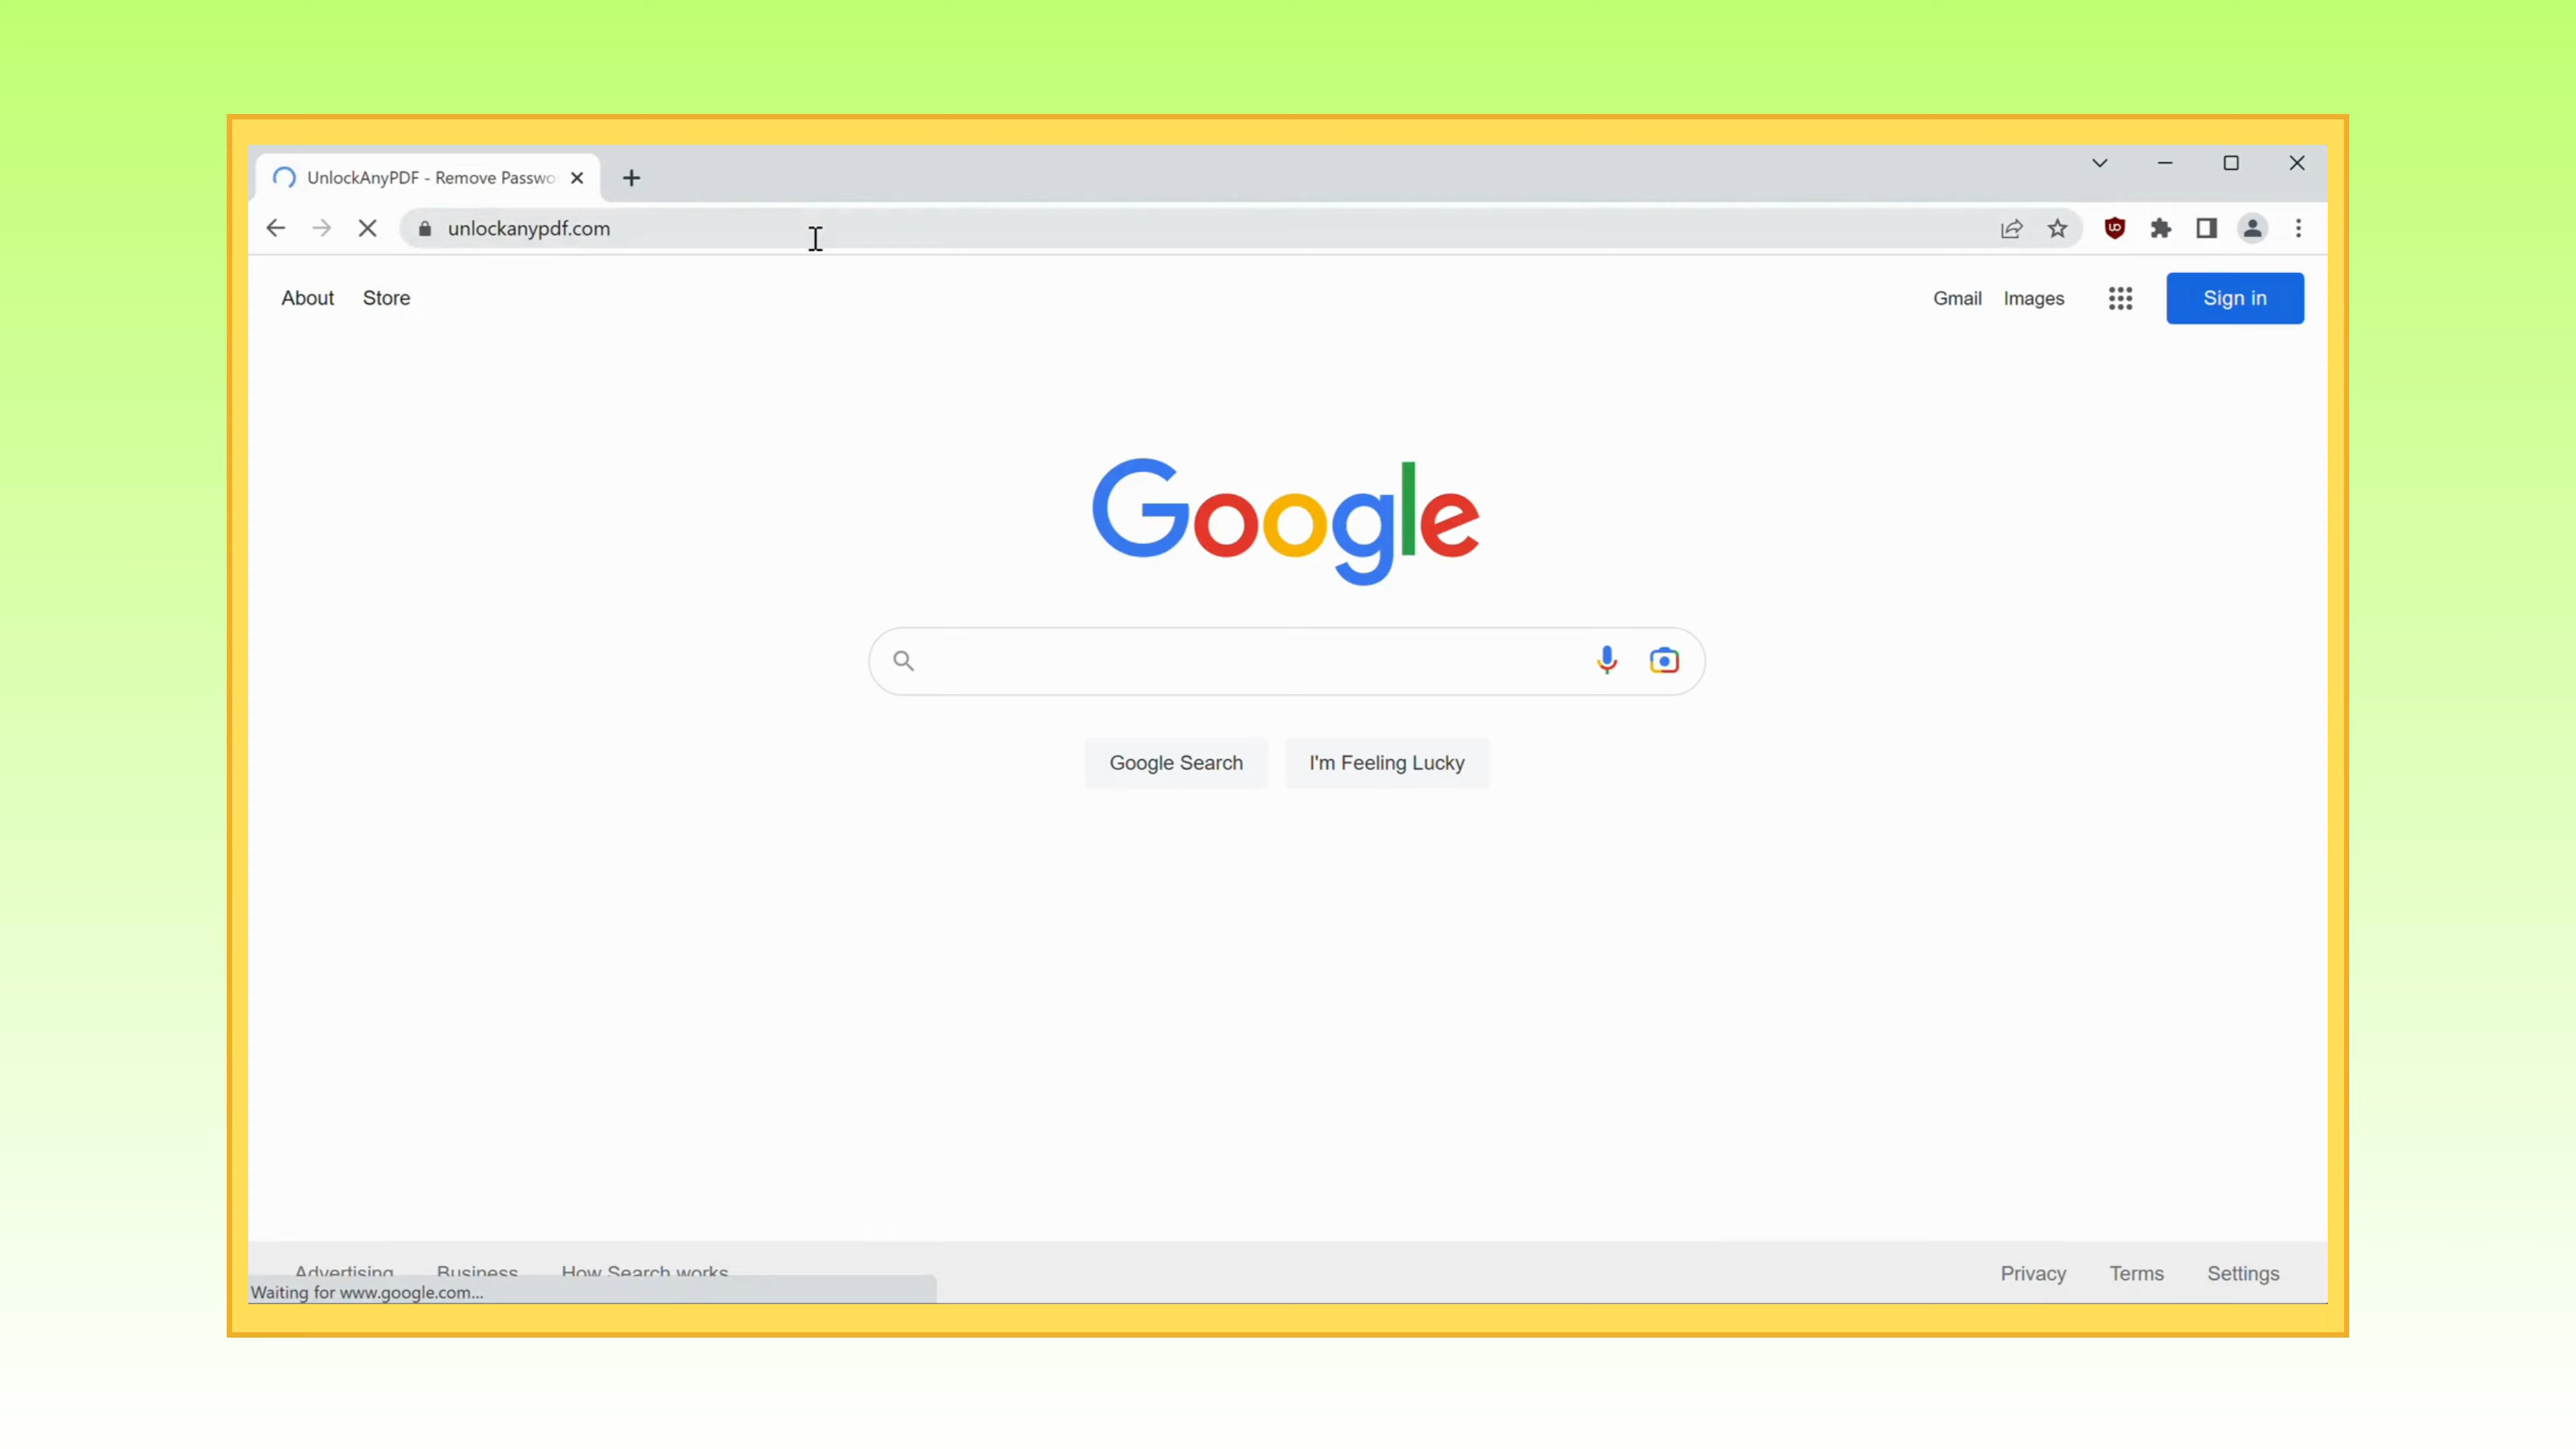 UnlockAnyPDF - Remove Passwo
unlockanypdf.com
About Store Gmail Images Sign in
Google
Google Search I'm Feeling Lucky
Advertising Business How Search works Privacy Terms Settings
Waiting for www.google.com...